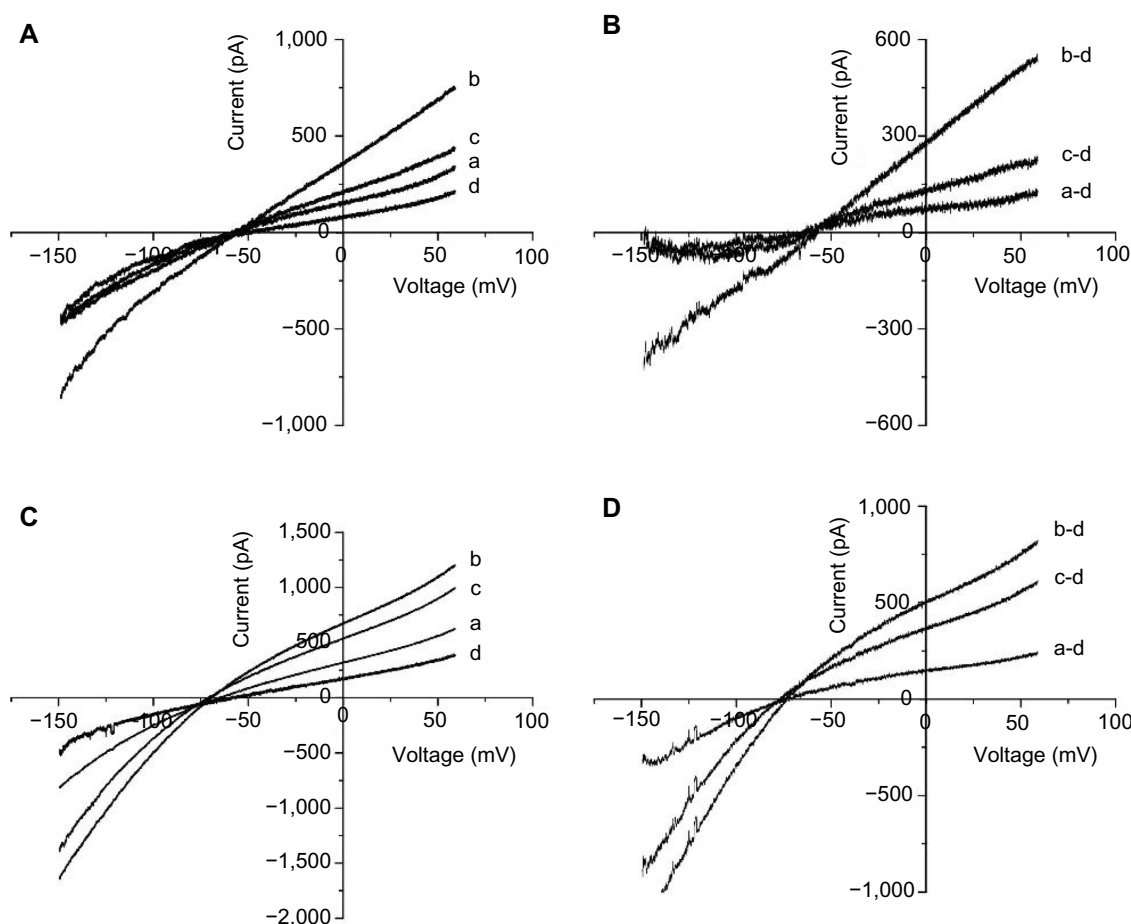 A
1,000
Current (pA)
b
500
c
a
d
0
−150 −100 −50 0 50 100
Voltage (mV)
−500
−1,000
B
600
Current (pA)
b-d
300
c-d
a-d
0
−150 −100 −50 0 50 100
Voltage (mV)
−300
−600
C
1,500
Current (pA)
b
1,000
c
a
500
d
0
−150 −100 −50 0 50 100
Voltage (mV)
−500
−1,000
−1,500
−2,000
D
1,000
Current (pA)
b-d
c-d
500
a-d
0
−150 −100 −50 0 50 100
Voltage (mV)
−500
−1,000